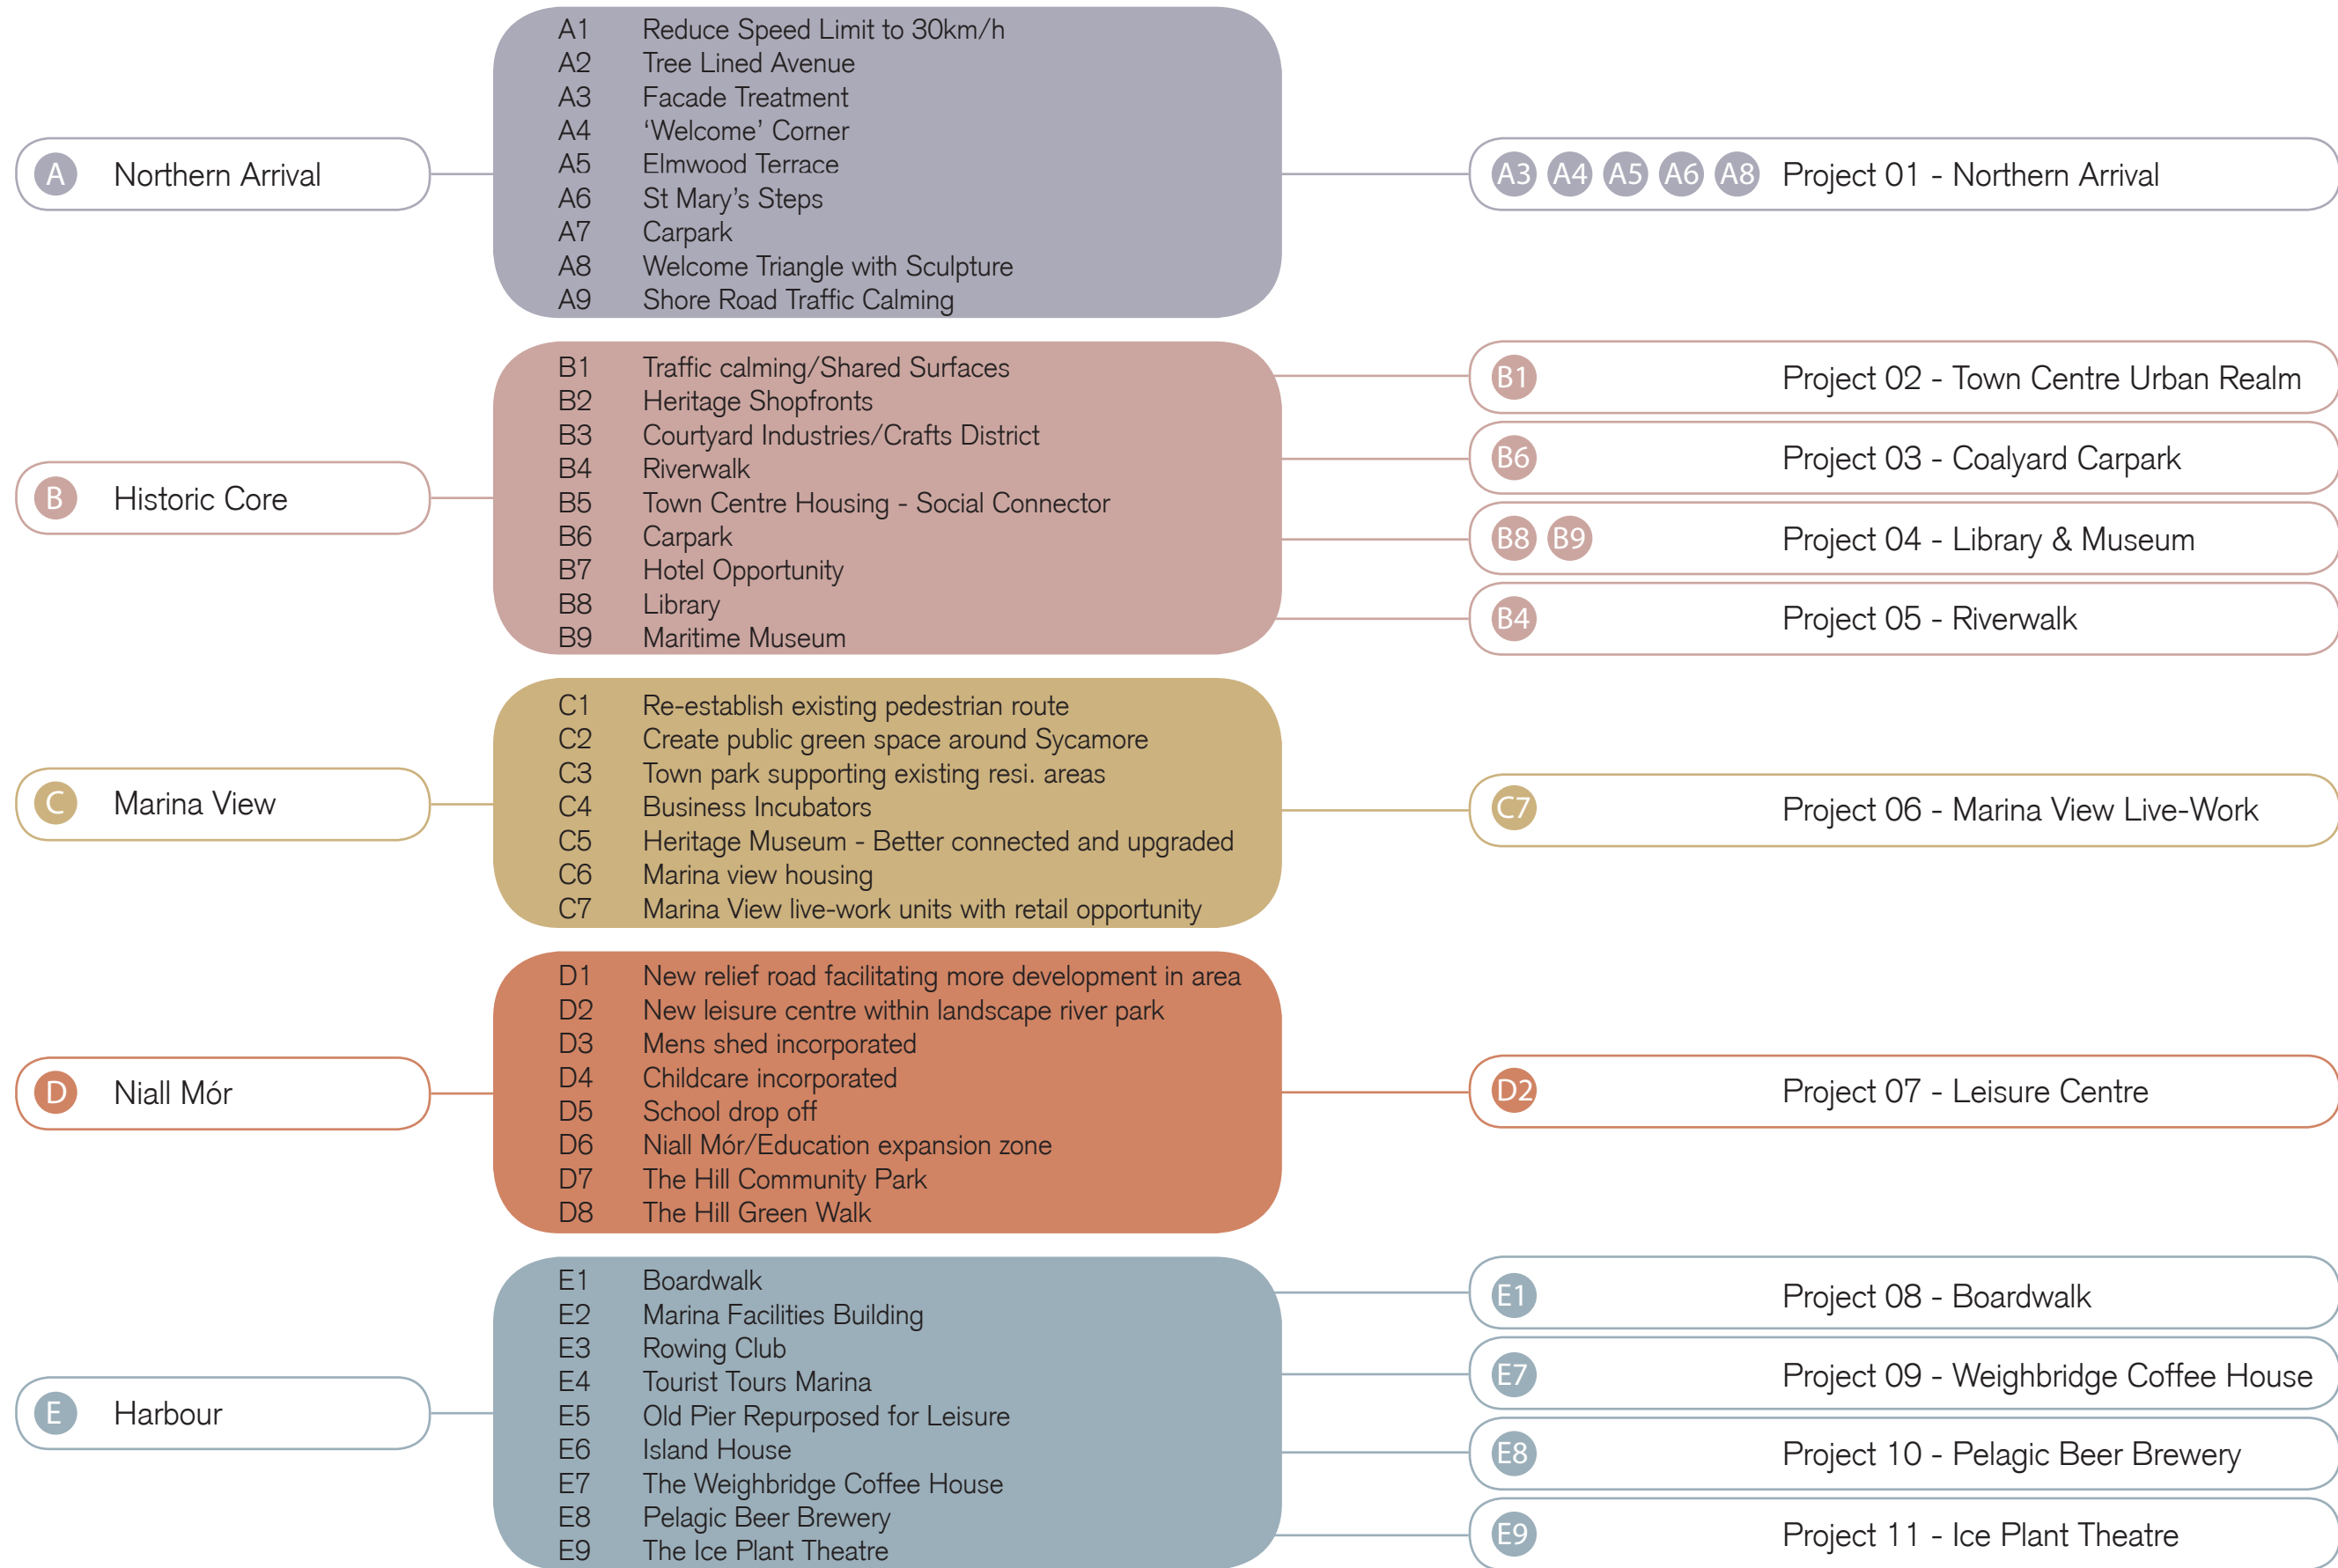 A Northern Arrival
A1 Reduce Speed Limit to 30km/h
A2 Tree Lined Avenue
A3 Facade Treatment
A4 ‘Welcome’ Corner
A5 Elmwood Terrace
A6 St Mary’s Steps
A7 Carpark
A8 Welcome Triangle with Sculpture
A9 Shore Road Traffic Calming
A3 A4 A5 A6 A8 Project 01 - Northern Arrival
B Historic Core
B1 Traffic calming/Shared Surfaces
B2 Heritage Shopfronts
B3 Courtyard Industries/Crafts District
B4 Riverwalk
B5 Town Centre Housing - Social Connector
B6 Carpark
B7 Hotel Opportunity
B8 Library
B9 Maritime Museum
B1 Project 02 - Town Centre Urban Realm
B6 Project 03 - Coalyard Carpark
B8 B9 Project 04 - Library & Museum
B4 Project 05 - Riverwalk
C Marina View
C1 Re-establish existing pedestrian route
C2 Create public green space around Sycamore
C3 Town park supporting existing resi. areas
C4 Business Incubators
C5 Heritage Museum - Better connected and upgraded
C6 Marina view housing
C7 Marina View live-work units with retail opportunity
C7 Project 06 - Marina View Live-Work
D Niall Mór
D1 New relief road facilitating more development in area
D2 New leisure centre within landscape river park
D3 Mens shed incorporated
D4 Childcare incorporated
D5 School drop off
D6 Niall Mór/Education expansion zone
D7 The Hill Community Park
D8 The Hill Green Walk
D2 Project 07 - Leisure Centre
E Harbour
E1 Boardwalk
E2 Marina Facilities Building
E3 Rowing Club
E4 Tourist Tours Marina
E5 Old Pier Repurposed for Leisure
E6 Island House
E7 The Weighbridge Coffee House
E8 Pelagic Beer Brewery
E9 The Ice Plant Theatre
E1 Project 08 - Boardwalk
E7 Project 09 - Weighbridge Coffee House
E8 Project 10 - Pelagic Beer Brewery
E9 Project 11 - Ice Plant Theatre